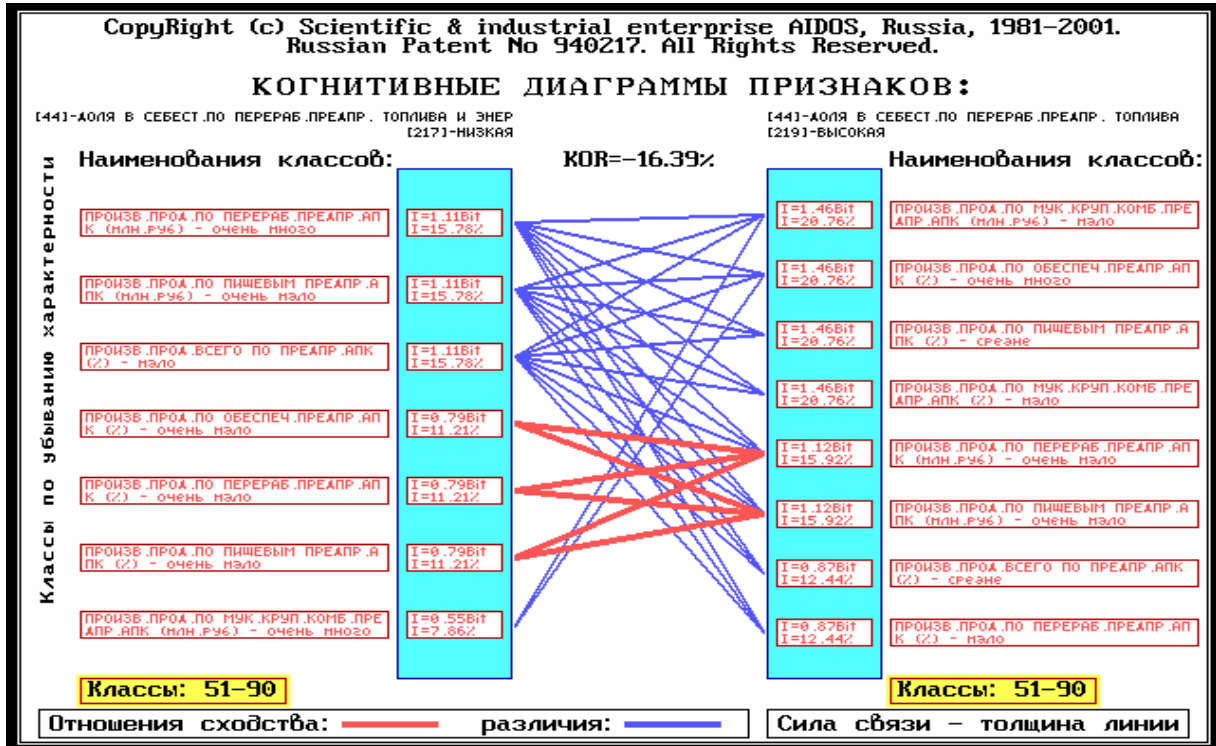 CopyRight (c) Scientific & industrial enterprise AIDOS, Russia, 1981-2001.
Russian Patent No 940217. All Rights Reserved.
КОГНИТИВНЫЕ ДИАГРАММЫ ПРИЗНАКОВ:
[44]-ДОЛЯ В СЕБЕСТ.ПО ПЕРЕРАБ.ПРЕДПР. ТОПЛИВА И ЭНЕР
[217]-НИЗКАЯ
[44]-ДОЛЯ В СЕБЕСТ.ПО ПЕРЕРАБ.ПРЕДПР. ТОПЛИВА
[219]-ВЫСОКАЯ
Наименования классов:
KOR=-16.39%
Наименования классов:
Классы по убыванию характерности
ПРОИЗВ.ПРОД.ПО ПЕРЕРАБ.ПРЕДПР.АП
К (млн.руб) - очень много
I=1.11Bit
I=15.78%
ПРОИЗВ.ПРОД.ПО ПИЩЕВЫМ ПРЕДПР.А
ПК (млн.руб) - очень мало
I=1.11Bit
I=15.78%
ПРОИЗВ.ПРОД.ВСЕГО ПО ПРЕДПР.АПК
(%) - мало
I=1.11Bit
I=15.78%
ПРОИЗВ.ПРОД.ПО ОБЕСПЕЧ.ПРЕДПР.АП
К (%) - очень мало
I=0.79Bit
I=11.21%
ПРОИЗВ.ПРОД.ПО ПЕРЕРАБ.ПРЕДПР.АП
К (%) - очень мало
I=0.79Bit
I=11.21%
ПРОИЗВ.ПРОД.ПО ПИЩЕВЫМ ПРЕДПР.А
ПК (%) - очень мало
I=0.79Bit
I=11.21%
ПРОИЗВ.ПРОД.ПО МУК.КРУП.КОМБ.ПРЕ
ДПР.АПК (млн.руб) - очень много
I=0.55Bit
I=7.86%
I=1.46Bit
I=20.76%
ПРОИЗВ.ПРОД.ПО МУК.КРУП.КОМБ.ПРЕ
ДПР.АПК (млн.руб) - мало
I=1.46Bit
I=20.76%
ПРОИЗВ.ПРОД.ПО ОБЕСПЕЧ.ПРЕДПР.АП
К (%) - очень много
I=1.46Bit
I=20.76%
ПРОИЗВ.ПРОД.ПО ПИЩЕВЫМ ПРЕДПР.А
ПК (%) - средне
I=1.46Bit
I=20.76%
ПРОИЗВ.ПРОД.ПО МУК.КРУП.КОМБ.ПРЕ
ДПР.АПК (%) - мало
I=1.12Bit
I=15.92%
ПРОИЗВ.ПРОД.ПО ПЕРЕРАБ.ПРЕДПР.АП
К (млн.руб) - очень мало
I=1.12Bit
I=15.92%
ПРОИЗВ.ПРОД.ПО ПИЩЕВЫМ ПРЕДПР.А
ПК (млн.руб) - очень мало
I=0.87Bit
I=12.44%
ПРОИЗВ.ПРОД.ВСЕГО ПО ПРЕДПР.АПК
(%) - средне
I=0.87Bit
I=12.44%
ПРОИЗВ.ПРОД.ПО ПЕРЕРАБ.ПРЕДПР.АП
К (%) - мало
Классы: 51-90
Классы: 51-90
Отношения сходства: различия:
Сила связи - толщина линии